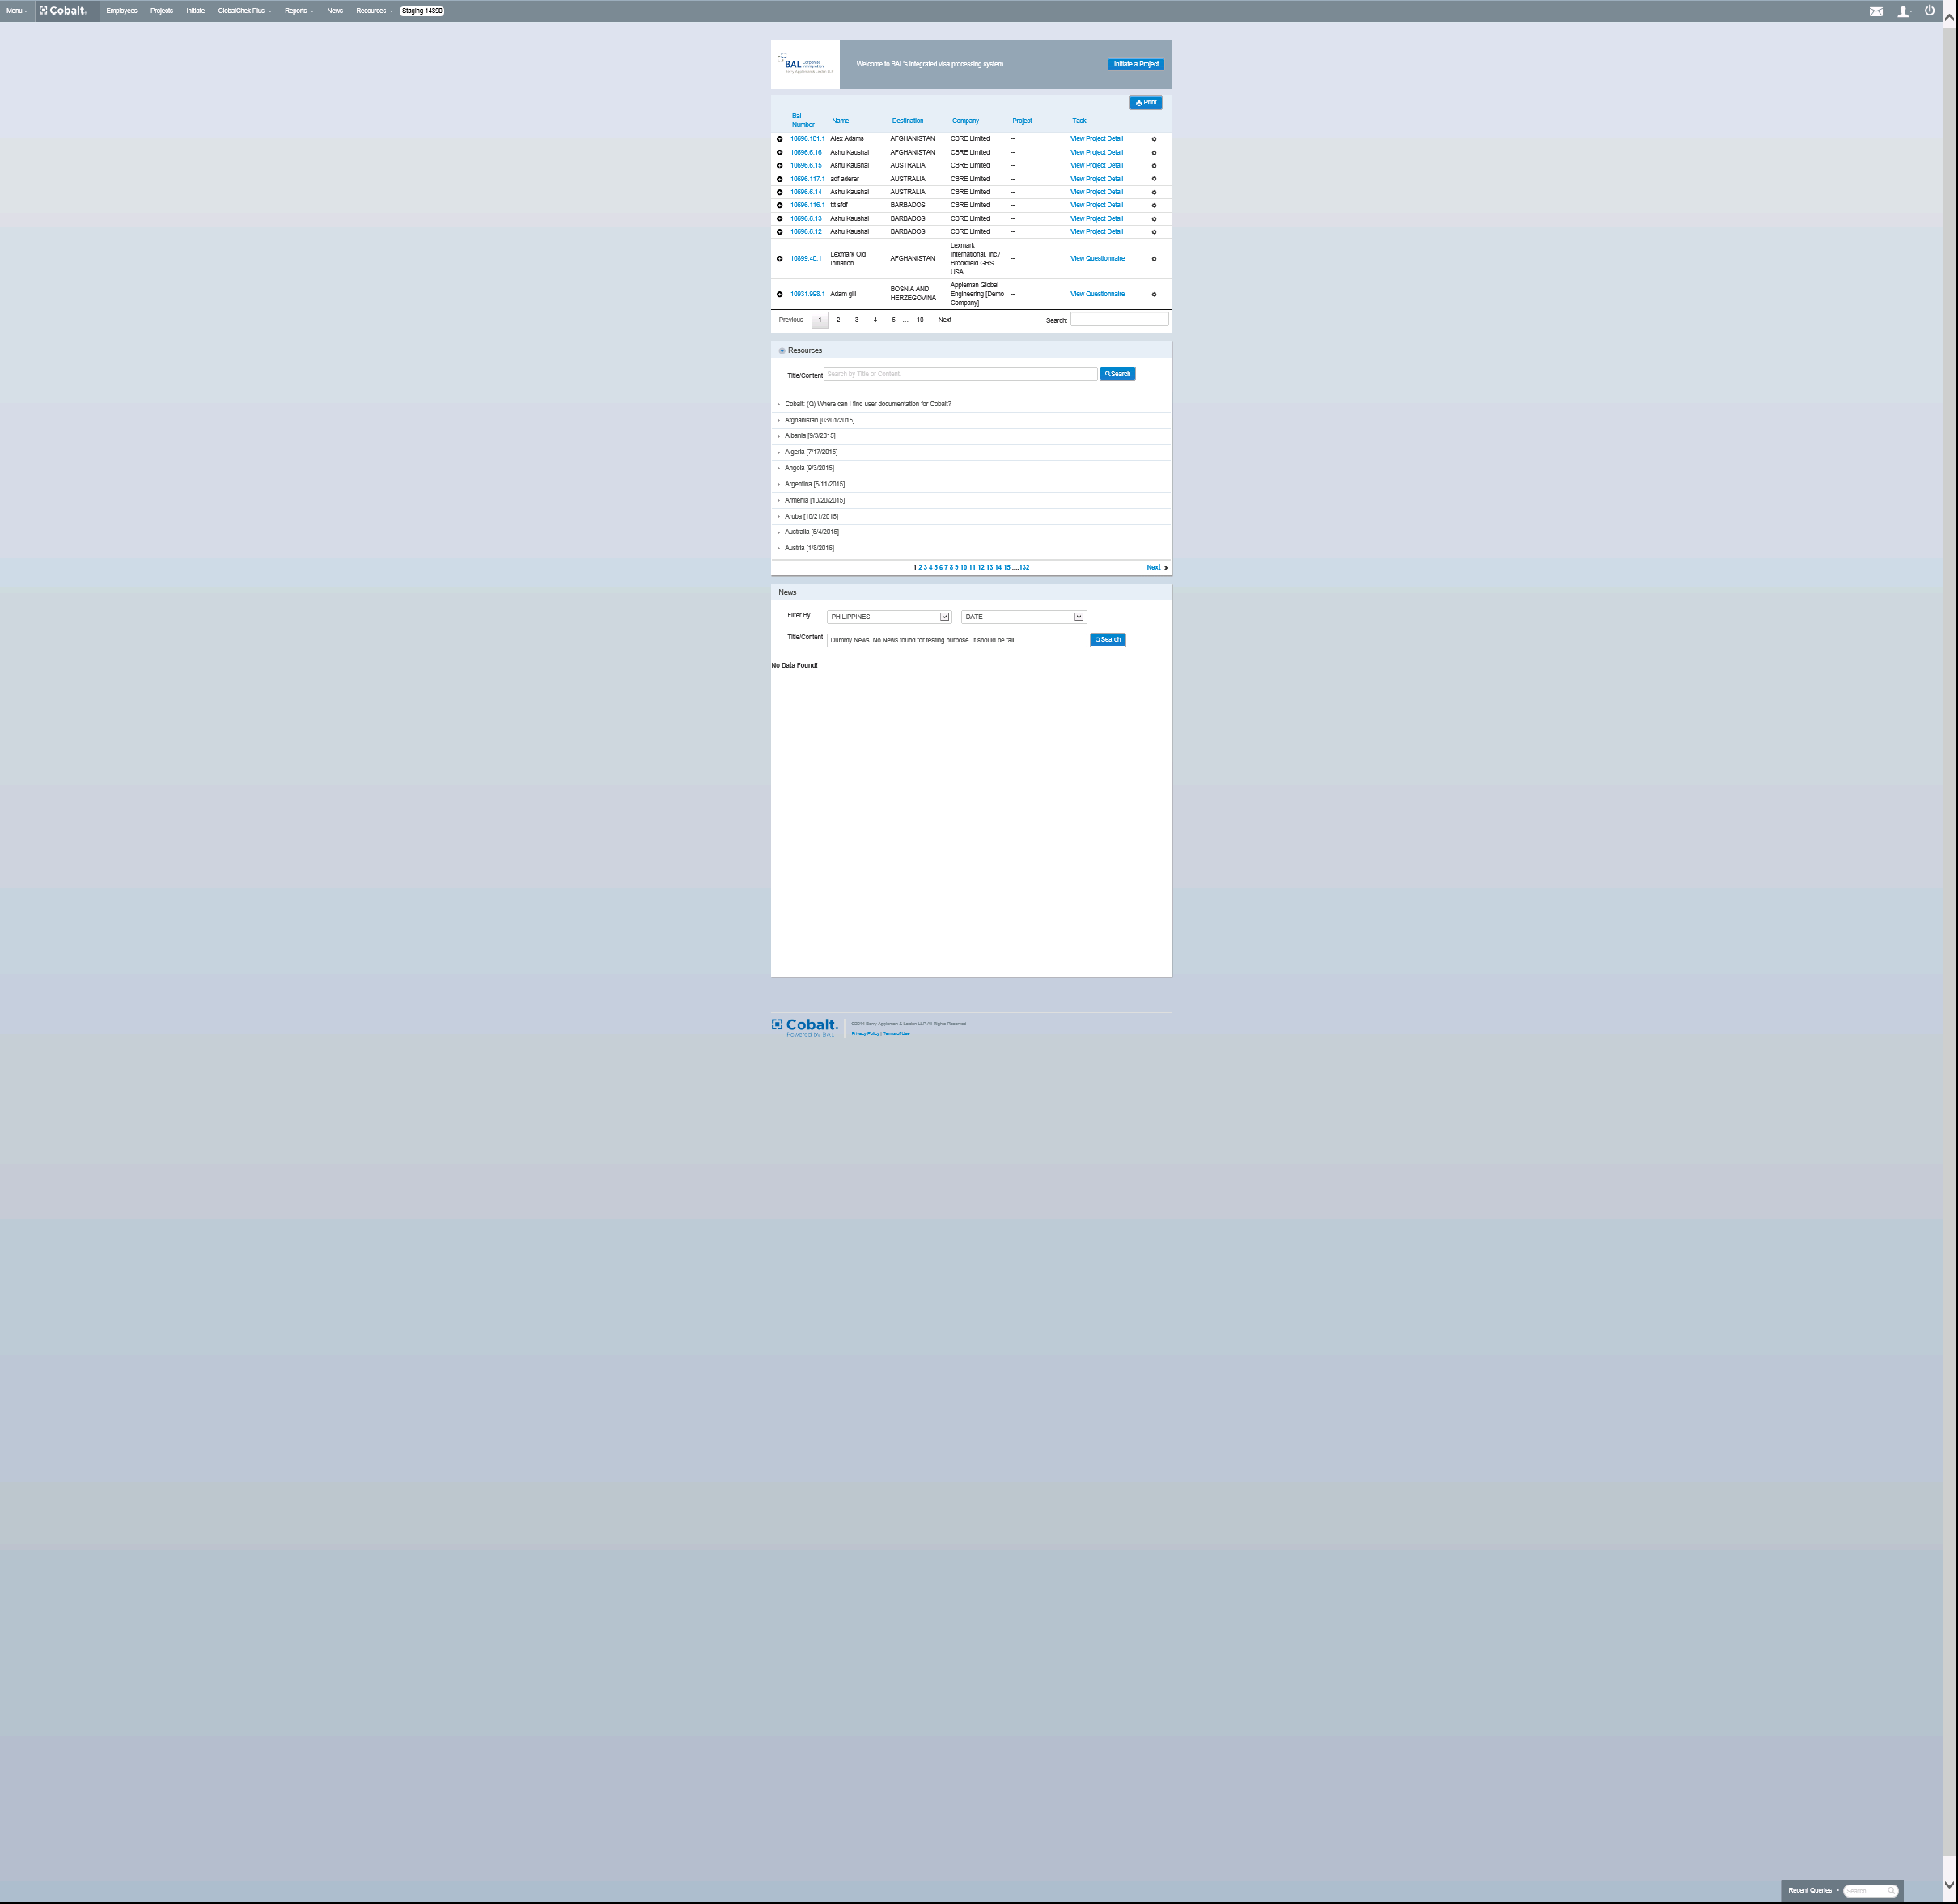 Menu Cobalt. Employees Projects Initiate GlobalChek Plus Reports News Resources Staging 14890
BAL Corporate Immigration
Berry Appleman & Leiden LLP
Welcome to BAL's integrated visa processing system.
Initiate a Project
Print
Bal Number Name Destination Company Project Task
10696.101.1 Alex Adams AFGHANISTAN CBRE Limited -- View Project Detail
10696.6.16 Ashu Kaushal AFGHANISTAN CBRE Limited -- View Project Detail
10696.6.15 Ashu Kaushal AUSTRALIA CBRE Limited -- View Project Detail
10696.117.1 adf aderer AUSTRALIA CBRE Limited -- View Project Detail
10696.6.14 Ashu Kaushal AUSTRALIA CBRE Limited -- View Project Detail
10696.116.1 ttt sfdf BARBADOS CBRE Limited -- View Project Detail
10696.6.13 Ashu Kaushal BARBADOS CBRE Limited -- View Project Detail
10696.6.12 Ashu Kaushal BARBADOS CBRE Limited -- View Project Detail
10899.40.1 Lexmark Old Initiation AFGHANISTAN Lexmark International, Inc./ Brookfield GRS USA -- View Questionnaire
10931.998.1 Adam gill BOSNIA AND HERZEGOVINA Appleman Global Engineering [Demo Company] -- View Questionnaire
Previous 1 2 3 4 5 … 10 Next Search:
Resources
Title/Content Search by Title or Content. Search
Cobalt: (Q) Where can I find user documentation for Cobalt?
Afghanistan [03/01/2015]
Albania [9/3/2015]
Algeria [7/17/2015]
Angola [9/3/2015]
Argentina [5/11/2015]
Armenia [10/20/2015]
Aruba [10/21/2015]
Australia [5/4/2015]
Austria [1/8/2016]
1 2 3 4 5 6 7 8 9 10 11 12 13 14 15 ....132 Next
News
Filter By PHILIPPINES DATE
Title/Content Dummy News. No News found for testing purpose. It should be fail. Search
No Data Found!
Cobalt. ©2014 Berry Appleman & Leiden LLP All Rights Reserved
Powered by BAL Privacy Policy | Terms of Use
Recent Queries Search